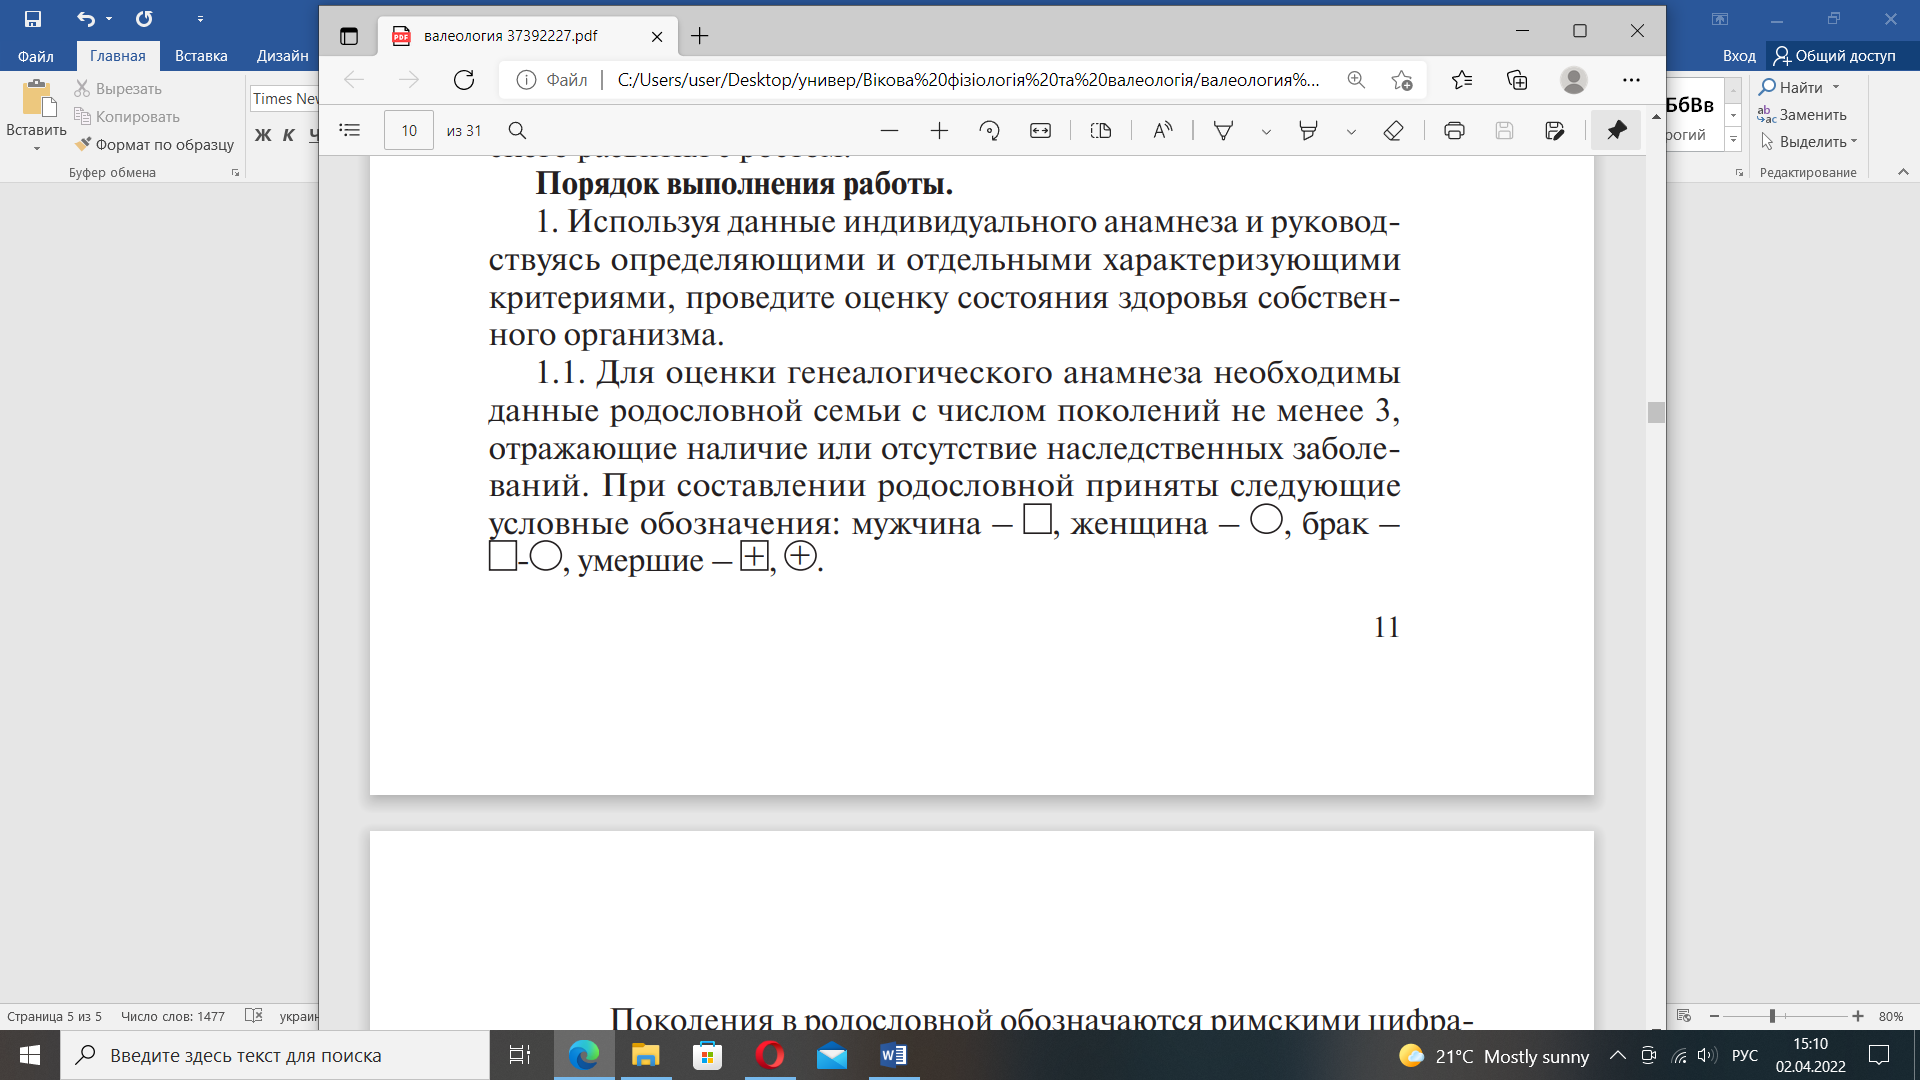 валеология 37392227.pdf
Файл
Главная
Вставка
Дизайн
Вход
Общий доступ
Файл
C:/Users/user/Desktop/универ/Вікова%20фізіологія%20та%20валеологія/валеология%...
Вставить
Вырезать
Копировать
Формат по образцу
Буфер обмена
Times New
Ж К Ч
10
из 31
БбВв
Найти
Заменить
Выделить
Редактирование
Порядок выполнения работы.
1. Используя данные индивидуального анамнеза и руковод-
ствуясь определяющими и отдельными характеризующими
критериями, проведите оценку состояния здоровья собствен-
ного организма.
1.1. Для оценки генеалогического анамнеза необходимы
данные родословной семьи с числом поколений не менее 3,
отражающие наличие или отсутствие наследственных заболе-
ваний. При составлении родословной приняты следующие
условные обозначения: мужчина – □, женщина – ○, брак –
□-○, умершие – ⊞, ⊕.
11
Поколения в родословной обозначаются римскими цифра-
Страница 5 из 5
Число слов: 1477
80%
Введите здесь текст для поиска
21°C Mostly sunny
РУС
15:10
02.04.2022